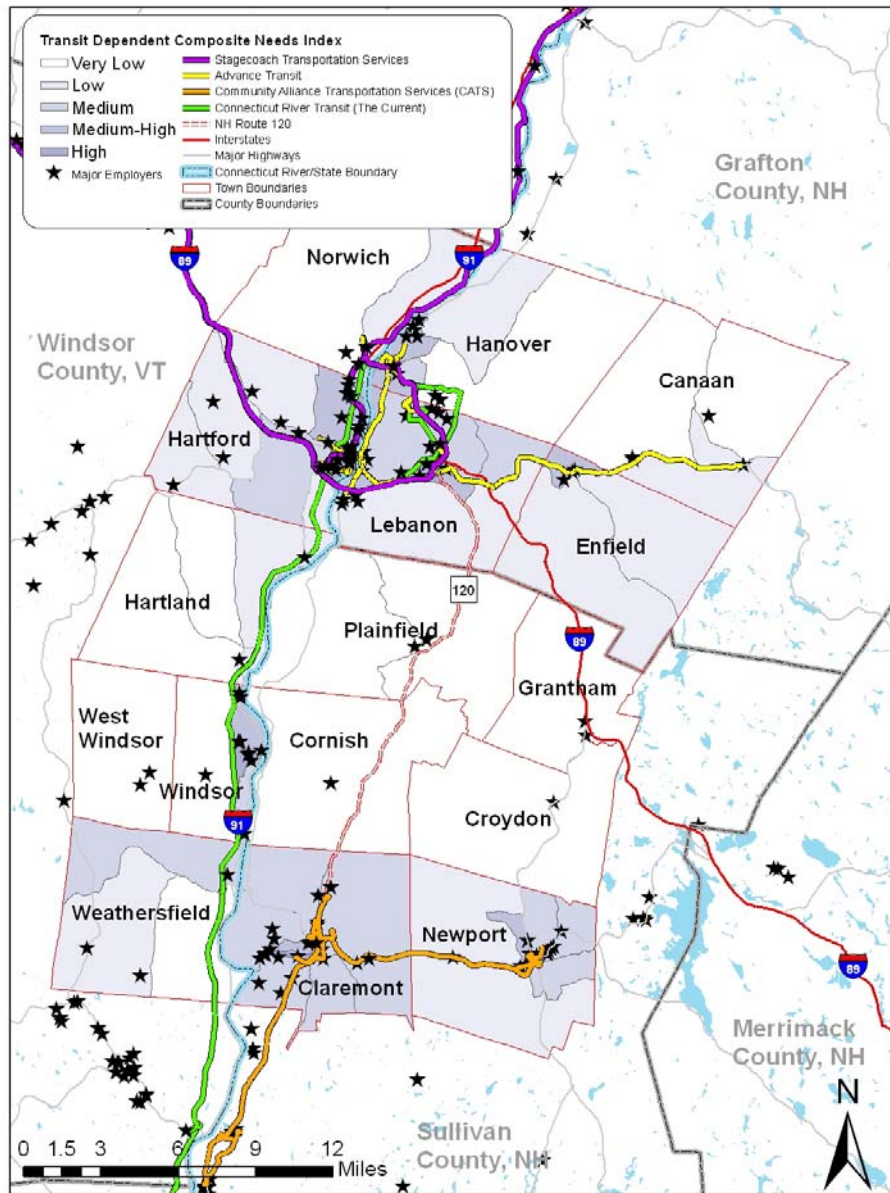 Transit Dependent Composite Needs Index
Very Low
Low
Medium
Medium-High
High
Major Employers
Stagecoach Transportation Services
Advance Transit
Community Alliance Transportation Services (CATS)
Connecticut River Transit (The Current)
NH Route 120
Interstates
Major Highways
Connecticut River/State Boundary
Town Boundaries
County Boundaries
Grafton
County, NH
Norwich
89
91
Hanover
Windsor
County, VT
Canaan
Hartford
Lebanon
Enfield
120
Hartland
Plainfield
89
Grantham
West
Windsor
Cornish
Windsor
91
Croydon
Weathersfield
Newport
Claremont
89
Merrimack
County, NH
N
Sullivan
County, NH
0 1.5 3 6 9 12
Miles